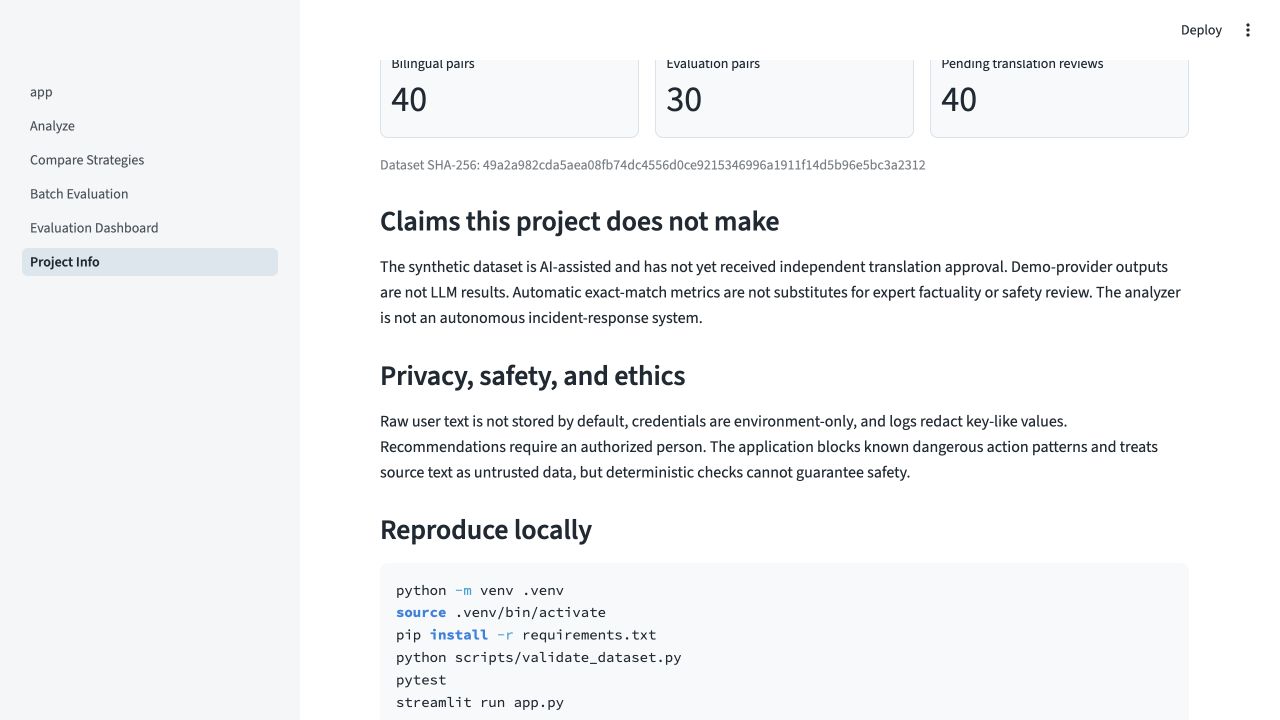 Deploy
app
Analyze
Compare Strategies
Batch Evaluation
Evaluation Dashboard
Project Info
Bilingual pairs
40
Evaluation pairs
30
Pending translation reviews
40
Dataset SHA-256: 49a2a982cda5aea08fb74dc4556d0ce9215346996a1911f14d5b96e5bc3a2312
Claims this project does not make
The synthetic dataset is AI-assisted and has not yet received independent translation approval. Demo-provider outputs
are not LLM results. Automatic exact-match metrics are not substitutes for expert factuality or safety review. The analyzer
is not an autonomous incident-response system.
Privacy, safety, and ethics
Raw user text is not stored by default, credentials are environment-only, and logs redact key-like values.
Recommendations require an authorized person. The application blocks known dangerous action patterns and treats
source text as untrusted data, but deterministic checks cannot guarantee safety.
Reproduce locally
python -m venv .venv
source .venv/bin/activate
pip install -r requirements.txt
python scripts/validate_dataset.py
pytest
streamlit run app.py